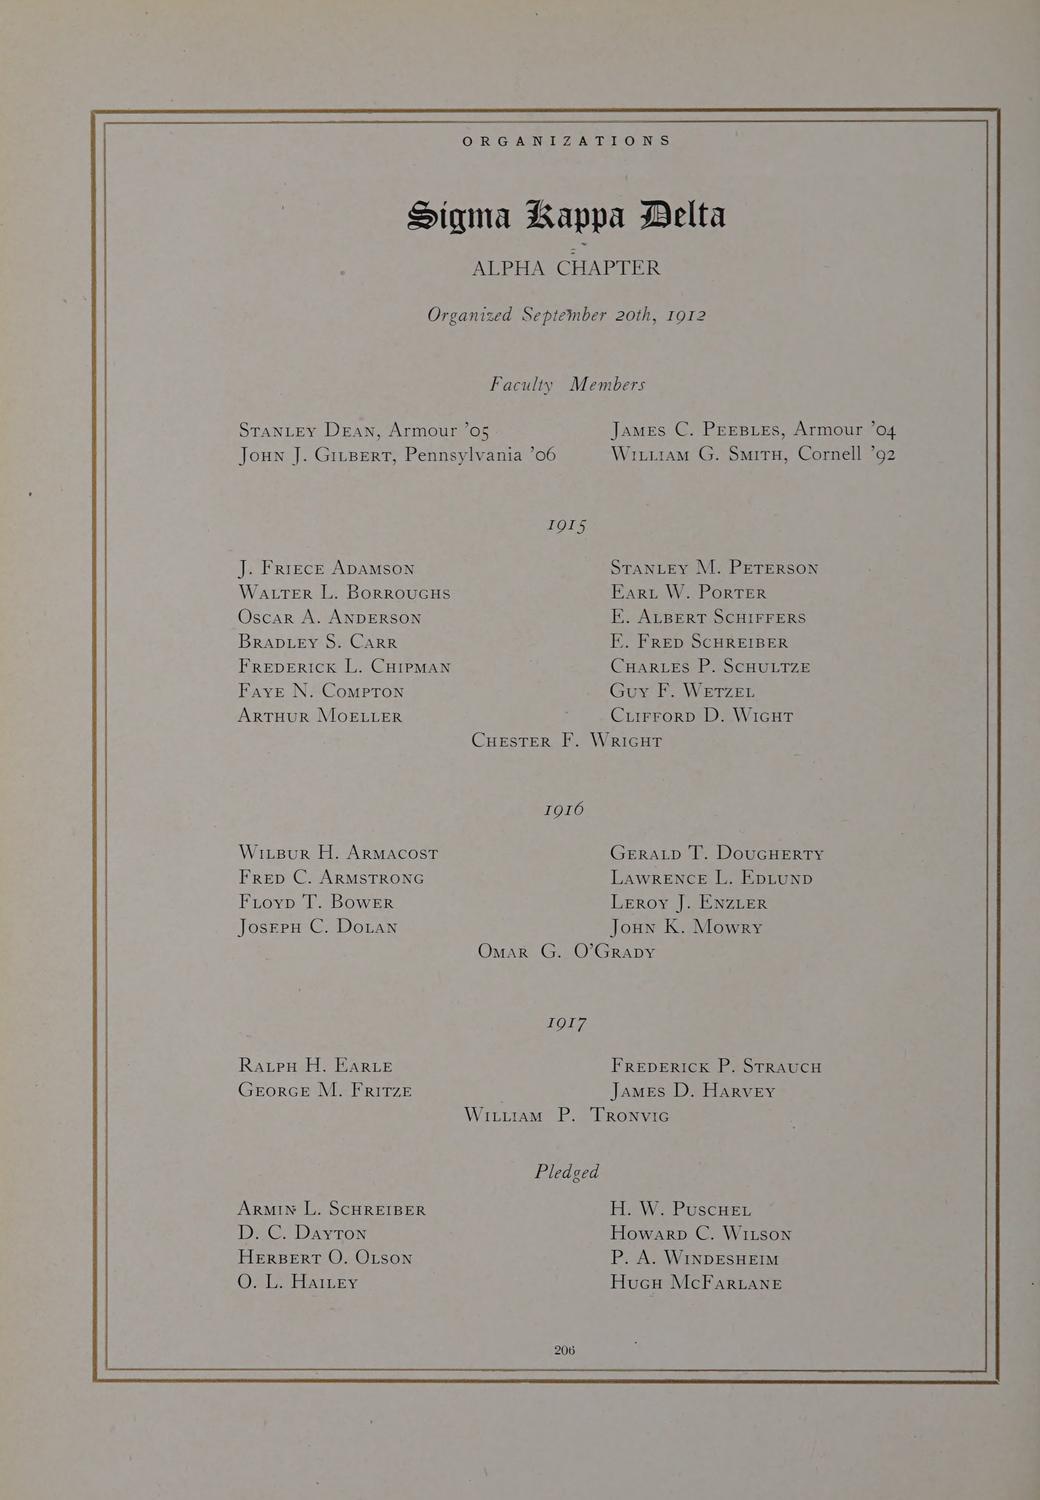 ORGANIZATIONS
Sigma Kappa Delta
ALPHA CHAPTER
Organized September 20th, 1912
Faculty Members
Stanley Dean, Armour ’05 James C. Peebles, Armour ’04
John J. Gilbert, Pennsylvania ’06 William G. Smith, Cornell ’92
1915
J. Friece Adamson Stanley M. Peterson
Walter L. Borroughs Earl W. Porter
Oscar A. Anderson E. Albert Schiffers
Bradley S. Carr E. Fred Schreiber
Frederick L. Chipman Charles P. Schultze
Faye N. Compton Guy F. Wetzel
Arthur Moeller Clifford D. Wight
Chester F. Wright
1916
Wilbur H. Armacost Gerald T. Dougherty
Fred C. Armstrong Lawrence L. Edlund
Floyd T. Bower Leroy J. Enzler
Joseph C. Dolan John K. Mowry
Omar G. O’Grady
1917
Ralph H. Earle Frederick P. Strauch
George M. Fritze James D. Harvey
William P. Tronvig
Pledged
Armin L. Schreiber H. W. Puschel
D. C. Dayton Howard C. Wilson
Herbert O. Olson P. A. Windesheim
O. L. Hailey Hugh McFarlane
206